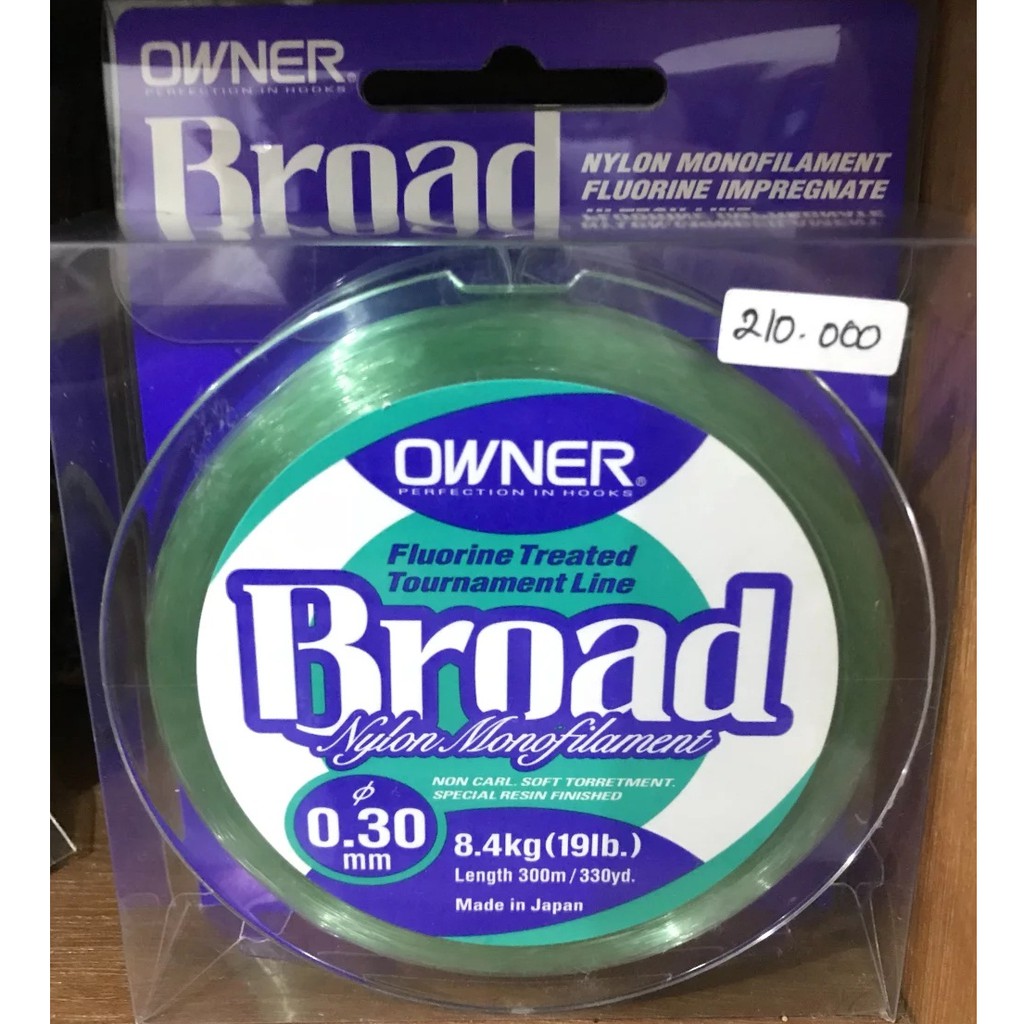 OWNER®
PERFECTION IN HOOKS
Broad
NYLON MONOFILAMENT
FLUORINE IMPREGNATE
210.000
OWNER®
PERFECTION IN HOOKS
Fluorine Treated
Tournament Line
Broad
Nylon Monofilament
NON CARL. SOFT TORRETMENT.
SPECIAL RESIN FINISHED
φ
0.30
mm
8.4kg(19lb.)
Length 300m/330yd.
Made in Japan